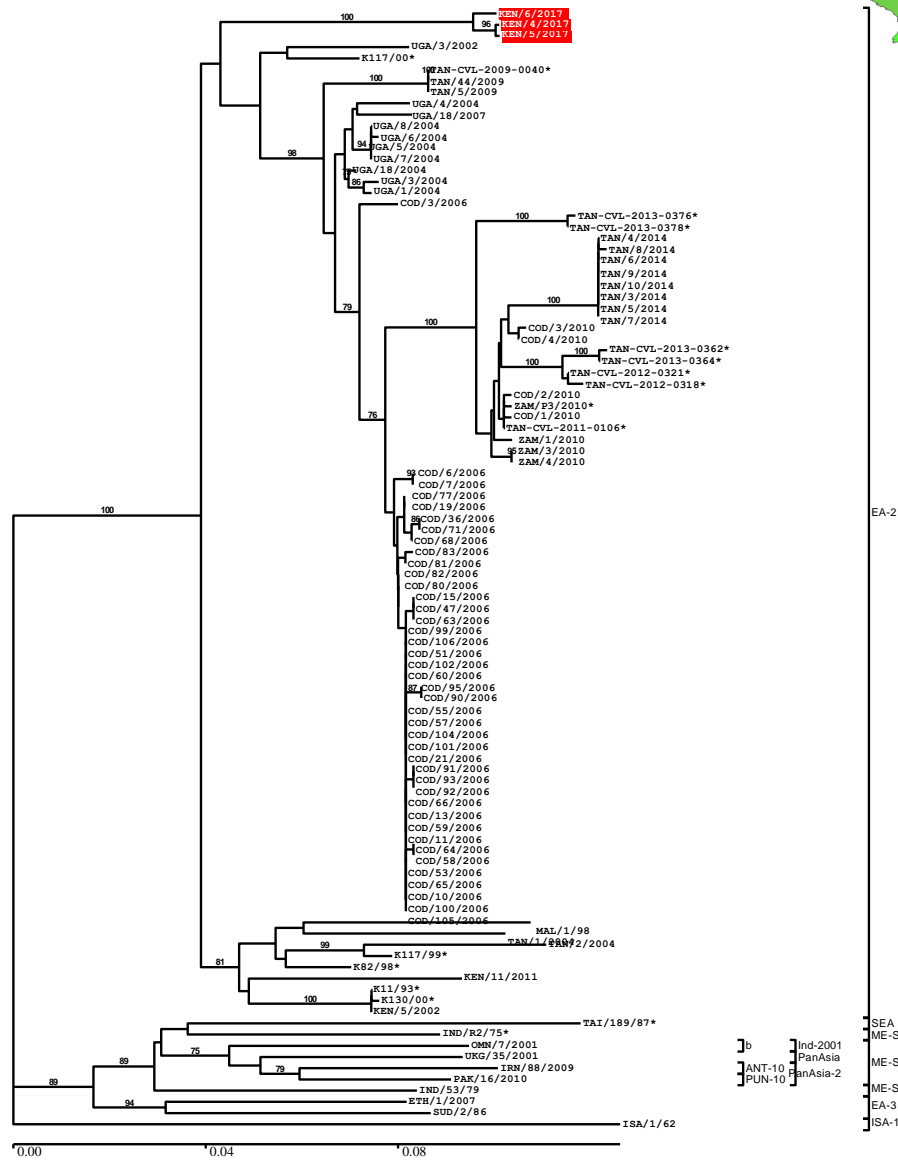 100
KEN/6/2017
96
KEN/4/2017
KEN/5/2017
UGA/3/2002
K117/00*
TAN-CVL-2009-0040*
100
TAN/44/2009
TAN/5/2009
UGA/4/2004
UGA/18/2007
98
UGA/8/2004
UGA/6/2004
94
UGA/5/2004
UGA/7/2004
UGA/18/2004
86
UGA/3/2004
UGA/1/2004
COD/3/2006
100
TAN-CVL-2013-0376*
TAN-CVL-2013-0378*
TAN/4/2014
TAN/8/2014
TAN/6/2014
TAN/9/2014
TAN/10/2014
100
TAN/3/2014
79
TAN/5/2014
TAN/7/2014
100
COD/3/2010
COD/4/2010
100
TAN-CVL-2013-0362*
TAN-CVL-2013-0364*
100
TAN-CVL-2012-0321*
TAN-CVL-2012-0318*
COD/2/2010
ZAM/P3/2010*
76
COD/1/2010
TAN-CVL-2011-0106*
ZAM/1/2010
95
ZAM/3/2010
ZAM/4/2010
93
COD/6/2006
COD/7/2006
COD/77/2006
COD/19/2006
100
86
COD/36/2006
EA-2
COD/71/2006
COD/68/2006
COD/83/2006
COD/81/2006
COD/82/2006
COD/80/2006
COD/15/2006
COD/47/2006
COD/63/2006
COD/99/2006
COD/106/2006
COD/51/2006
COD/102/2006
COD/60/2006
87
COD/95/2006
COD/90/2006
COD/55/2006
COD/57/2006
COD/104/2006
COD/101/2006
COD/21/2006
COD/91/2006
COD/93/2006
COD/92/2006
COD/66/2006
COD/13/2006
COD/59/2006
COD/11/2006
COD/64/2006
COD/58/2006
COD/53/2006
COD/65/2006
COD/10/2006
COD/100/2006
COD/105/2006
MAL/1/98
TAN/1/2004
TAN/2/2004
99
K117/99*
81
K82/98*
KEN/11/2011
K11/93*
100
K130/00*
KEN/5/2002
TAI/189/87*
SEA
IND/R2/75*
ME-S
OMN/7/2001
b
Ind-2001
75
UKG/35/2001
PanAsia
89
IRN/88/2009
ANT-10
ME-S
79
PanAsia-2
PAK/16/2010
PUN-10
89
IND/53/79
ME-S
ETH/1/2007
EA-3
94
SUD/2/86
ISA/1/62
ISA-1
0.00 0.04 0.08